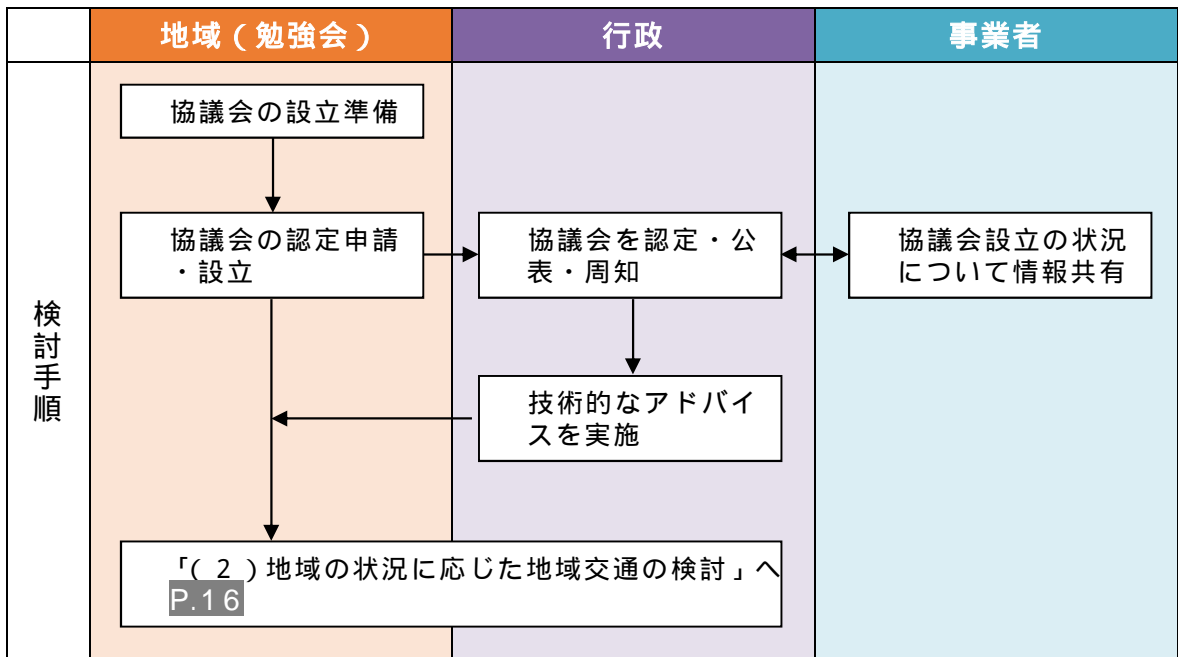 地域（勉強会）
行政
事業者
検討手順
協議会の設立準備
協議会の認定申請
・設立
協議会を認定・公
表・周知
協議会設立の状況
について情報共有
技術的なアドバイ
スを実施
「（２）地域の状況に応じた地域交通の検討」へ
P.16